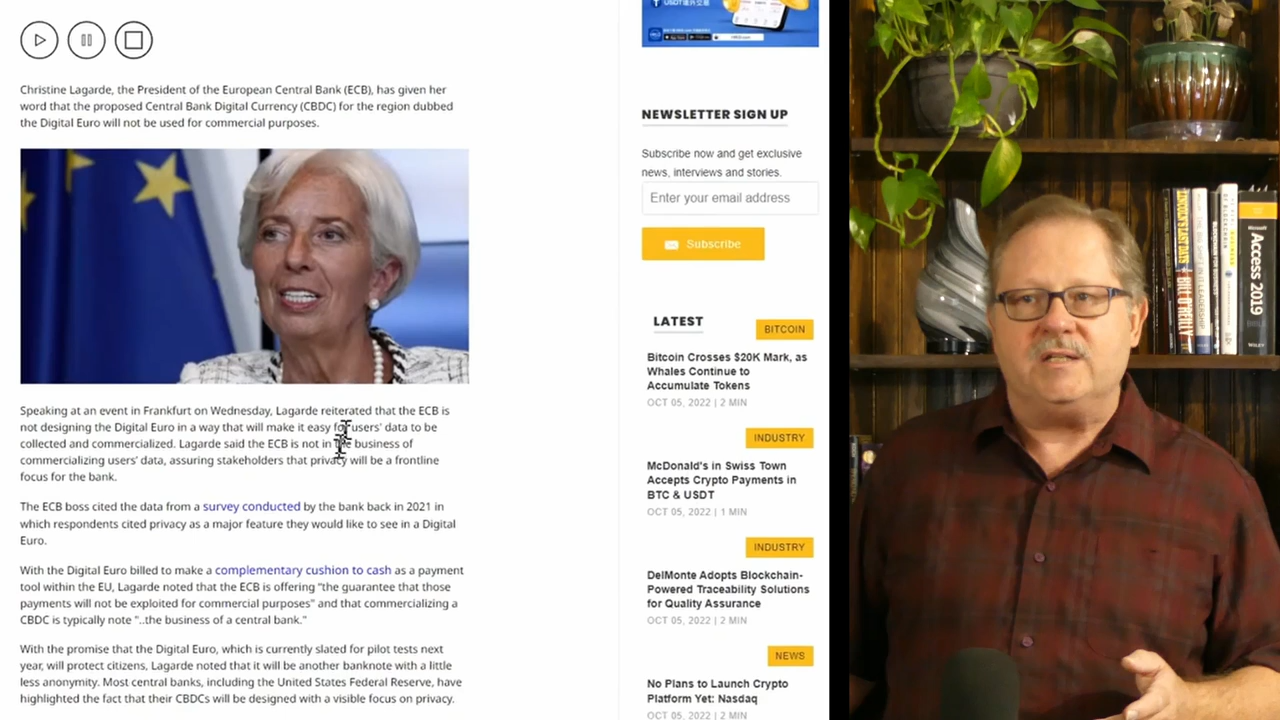 Christine Lagarde, the President of the European Central Bank (ECB), has given her
word that the proposed Central Bank Digital Currency (CBDC) for the region dubbed
the Digital Euro will not be used for commercial purposes.
Speaking at an event in Frankfurt on Wednesday, Lagarde reiterated that the ECB is
not designing the Digital Euro in a way that will make it easy for users' data to be
collected and commercialized. Lagarde said the ECB is not in the business of
commercializing users' data, assuring stakeholders that privacy will be a frontline
focus for the bank.
The ECB boss cited the data from a survey conducted by the bank back in 2021 in
which respondents cited privacy as a major feature they would like to see in a Digital
Euro.
With the Digital Euro billed to make a complementary cushion to cash as a payment
tool within the EU, Lagarde noted that the ECB is offering "the guarantee that those
payments will not be exploited for commercial purposes" and that commercializing a
CBDC is typically note "..the business of a central bank."
With the promise that the Digital Euro, which is currently slated for pilot tests next
year, will protect citizens, Lagarde noted that it will be another banknote with a little
less anonymity. Most central banks, including the United States Federal Reserve, have
highlighted the fact that their CBDCs will be designed with a visible focus on privacy.
NEWSLETTER SIGN UP
Subscribe now and get exclusive
news, interviews and stories.
Enter your email address
Subscribe
LATEST
BITCOIN
Bitcoin Crosses $20K Mark, as
Whales Continue to
Accumulate Tokens
OCT 05, 2022 | 2 MIN
INDUSTRY
McDonald's in Swiss Town
Accepts Crypto Payments in
BTC & USDT
OCT 05, 2022 | 1 MIN
INDUSTRY
DelMonte Adopts Blockchain-
Powered Traceability Solutions
for Quality Assurance
OCT 05, 2022 | 2 MIN
NEWS
No Plans to Launch Crypto
Platform Yet: Nasdaq
OCT 05, 2022 | 2 MIN
BILL O'REILLY
Access 2019
WILEY